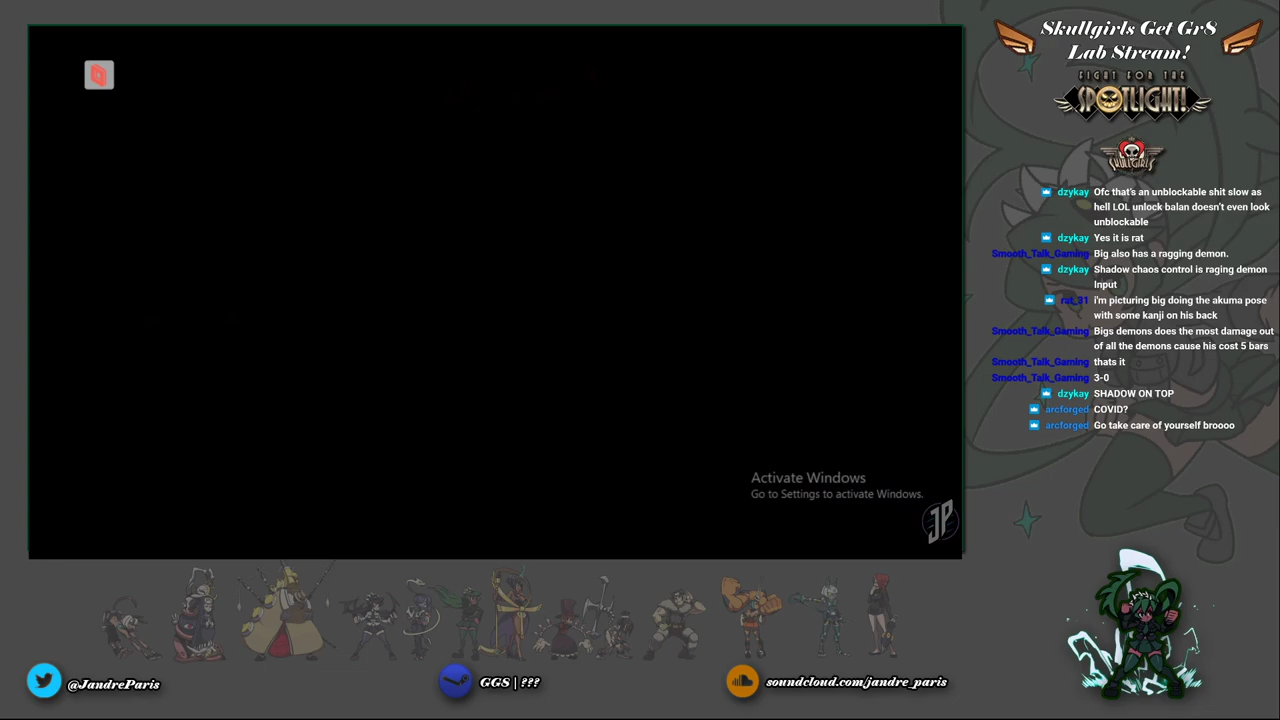 Skullgirls Get Gr8
Lab Stream!
FIGHT FOR THE
SPOTLIGHT!
SKULLGIRLS
dzykay Ofc that's an unblockable shit slow as
hell LOL unlock balan doesn't even look
unblockable
dzykay Yes it is rat
Smooth_Talk_Gaming Big also has a ragging demon.
dzykay Shadow chaos control is raging demon
Input
rat_31 i'm picturing big doing the akuma pose
with some kanji on his back
Smooth_Talk_Gaming Bigs demons does the most damage out
of all the demons cause his cost 5 bars
Smooth_Talk_Gaming thats it
Smooth_Talk_Gaming 3-0
dzykay SHADOW ON TOP
arcforged COVID?
arcforged Go take care of yourself broooo
Activate Windows
Go to Settings to activate Windows.
JP
@JandreParis
GGS | ???
soundcloud.com/jandre_paris